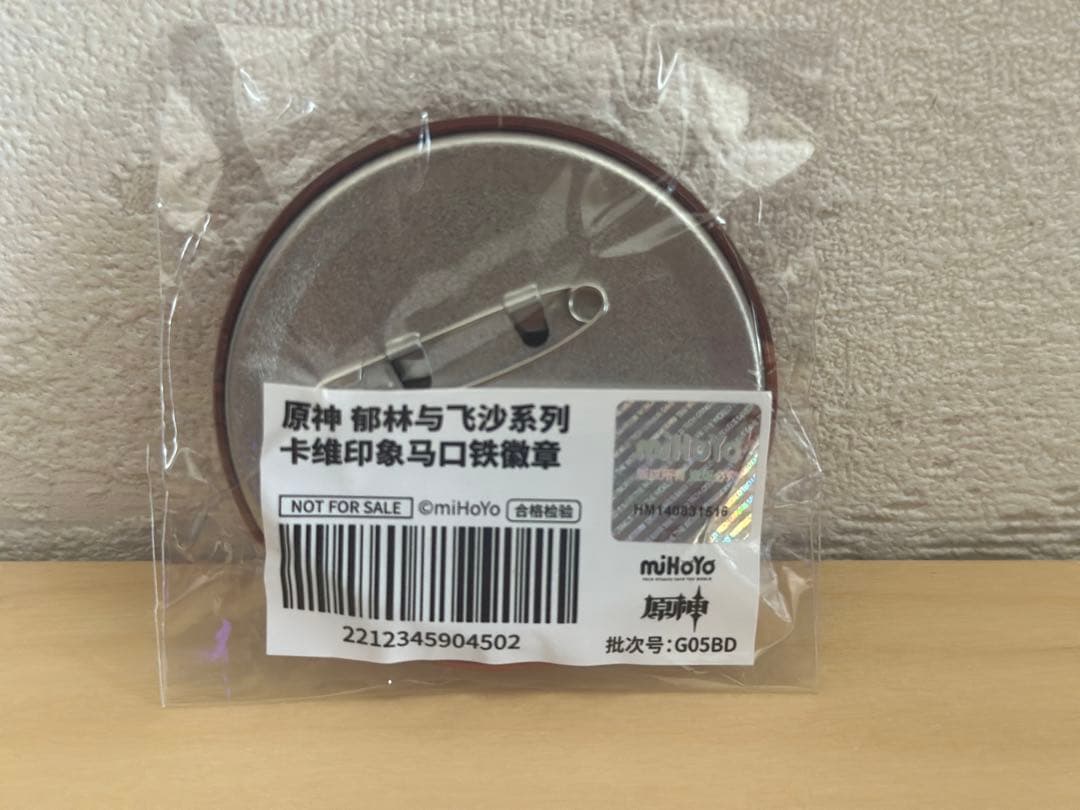 原神 郁林与飞沙系列
卡维印象马口铁徽章
NOT FOR SALE ©miHoYo 合格检验
2212345904502
miHoYo
HM140831516
miHoYo
原神
批次号：G05BD